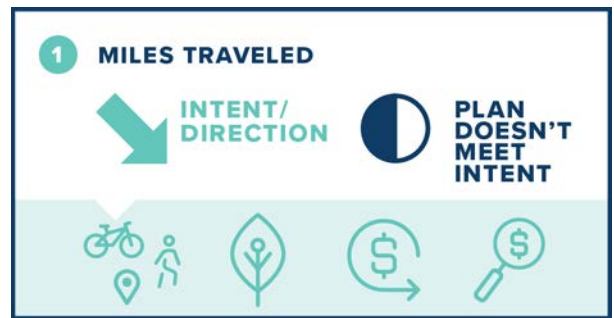 1 MILES TRAVELED
INTENT/
DIRECTION
PLAN
DOESN'T
MEET
INTENT
$
$